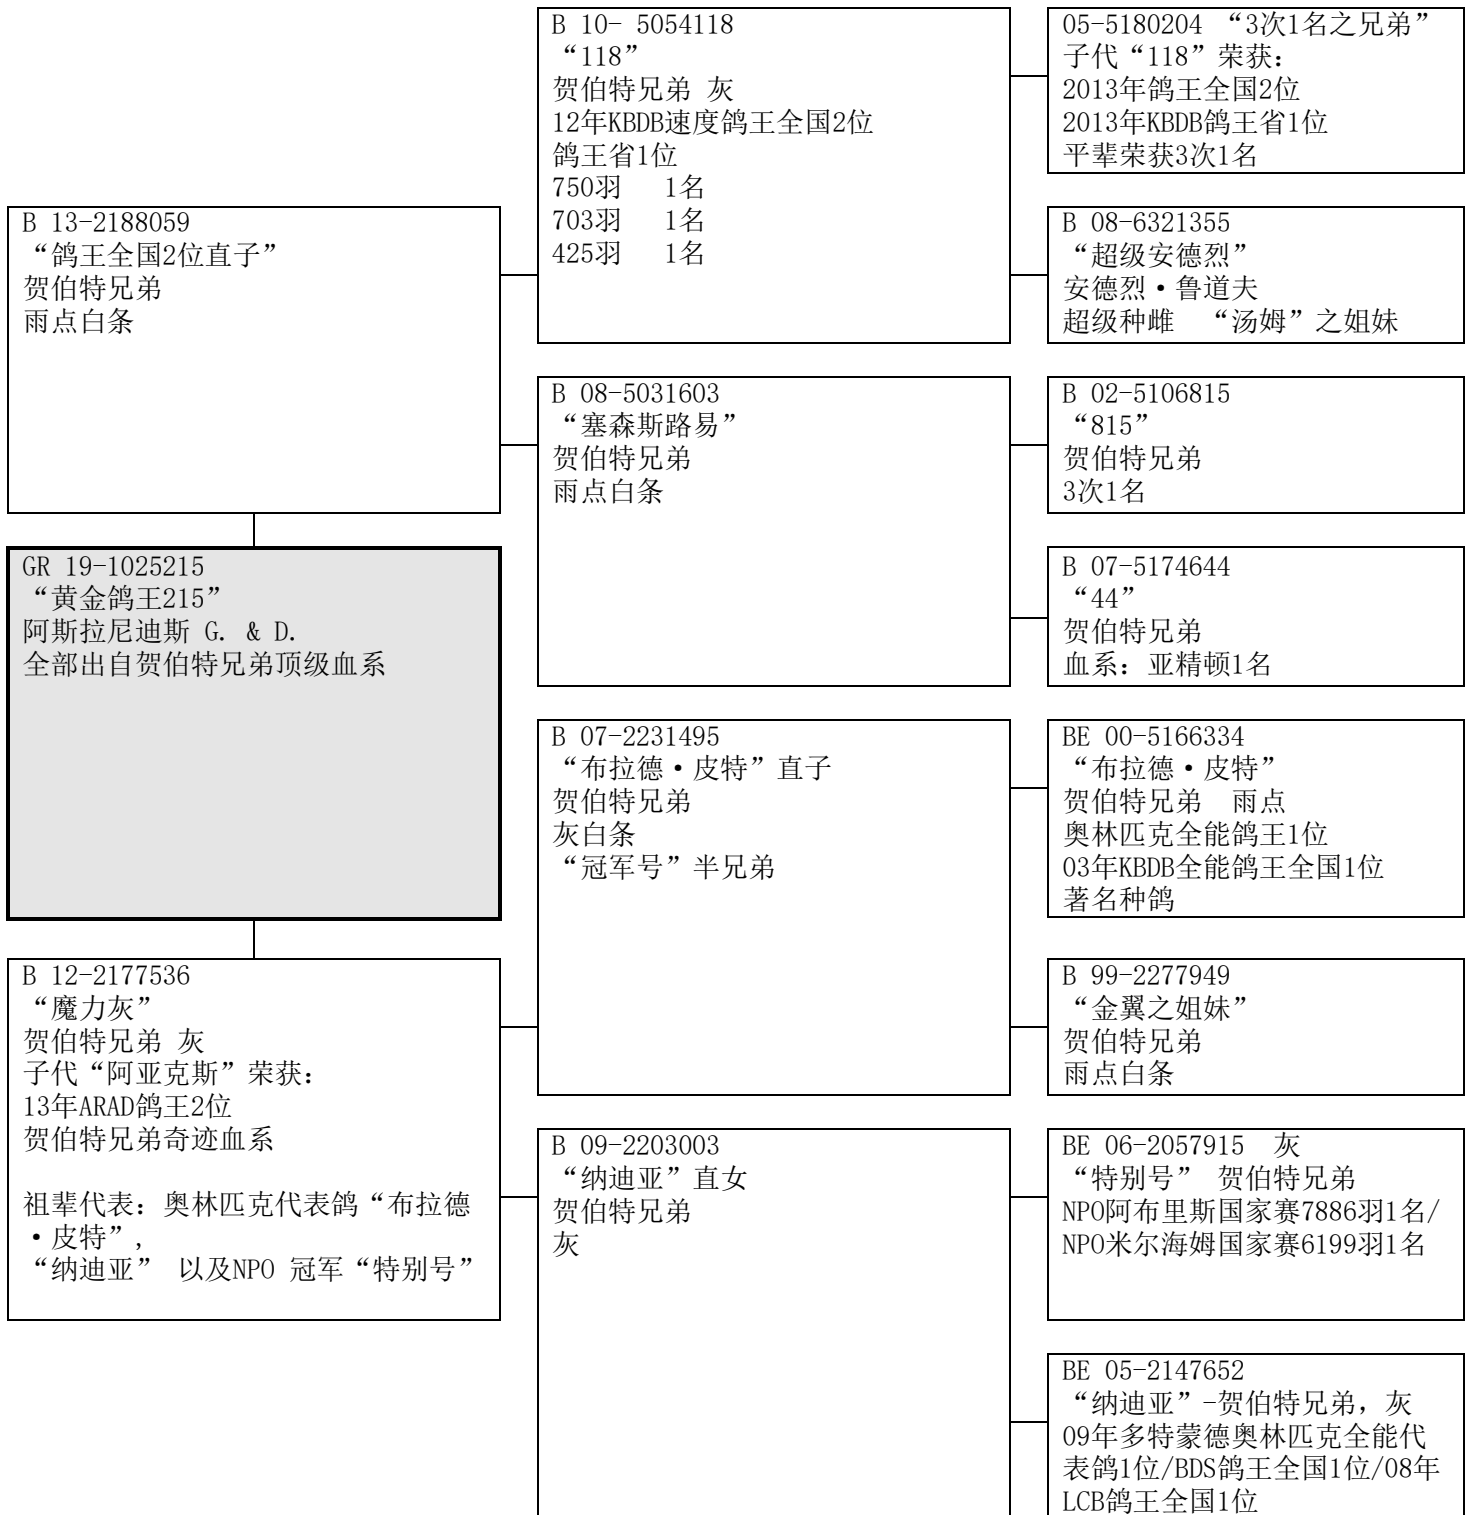 B 13-2188059
“鸽王全国2位直子”
贺伯特兄弟
雨点白条
GR 19-1025215
“黄金鸽王215”
阿斯拉尼迪斯 G. & D.
全部出自贺伯特兄弟顶级血系
B 12-2177536
“魔力灰”
贺伯特兄弟 灰
子代“阿亚克斯”荣获：
13年ARAD鸽王2位
贺伯特兄弟奇迹血系
祖辈代表：奥林匹克代表鸽“布拉德
•皮特”,
“纳迪亚” 以及NPO 冠军“特别号”
B 10- 5054118
“118”
贺伯特兄弟 灰
12年KBDB速度鸽王全国2位
鸽王省1位
750羽 1名
703羽 1名
425羽 1名
B 08-5031603
“塞森斯路易”
贺伯特兄弟
雨点白条
B 07-2231495
“布拉德•皮特”直子
贺伯特兄弟
灰白条
“冠军号”半兄弟
B 09-2203003
“纳迪亚”直女
贺伯特兄弟
灰
05-5180204 “3次1名之兄弟”
子代“118”荣获：
2013年鸽王全国2位
2013年KBDB鸽王省1位
平辈荣获3次1名
B 08-6321355
“超级安德烈”
安德烈•鲁道夫
超级种雌 “汤姆”之姐妹
B 02-5106815
“815”
贺伯特兄弟
3次1名
B 07-5174644
“44”
贺伯特兄弟
血系：亚精顿1名
BE 00-5166334
“布拉德•皮特”
贺伯特兄弟 雨点
奥林匹克全能鸽王1位
03年KBDB全能鸽王全国1位
著名种鸽
B 99-2277949
“金翼之姐妹”
贺伯特兄弟
雨点白条
BE 06-2057915 灰
“特别号” 贺伯特兄弟
NPO阿布里斯国家赛7886羽1名/
NPO米尔海姆国家赛6199羽1名
BE 05-2147652
“纳迪亚”-贺伯特兄弟，灰
09年多特蒙德奥林匹克全能代
表鸽1位/BDS鸽王全国1位/08年
LCB鸽王全国1位